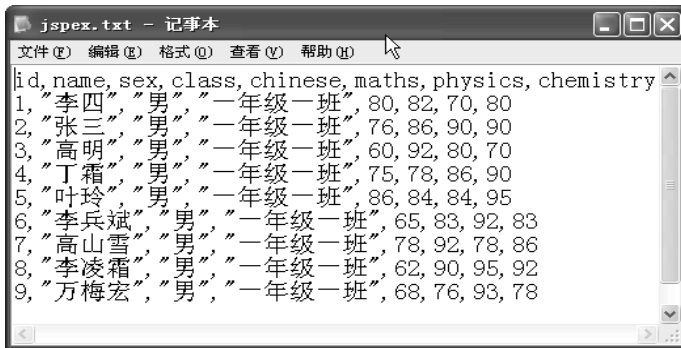 jspex.txt - 记事本
文件(F) 编辑(E) 格式(O) 查看(V) 帮助(H)
id,name,sex,class,chinese,maths,physics,chemistry
1,"李四","男","一年级一班",80,82,70,80
2,"张三","男","一年级一班",76,86,90,90
3,"高明","男","一年级一班",60,92,80,70
4,"丁霜","男","一年级一班",75,78,86,90
5,"叶玲","男","一年级一班",86,84,84,95
6,"李兵斌","男","一年级一班",65,83,92,83
7,"高山雪","男","一年级一班",78,92,78,86
8,"李凌霜","男","一年级一班",62,90,95,92
9,"万梅宏","男","一年级一班",68,76,93,78